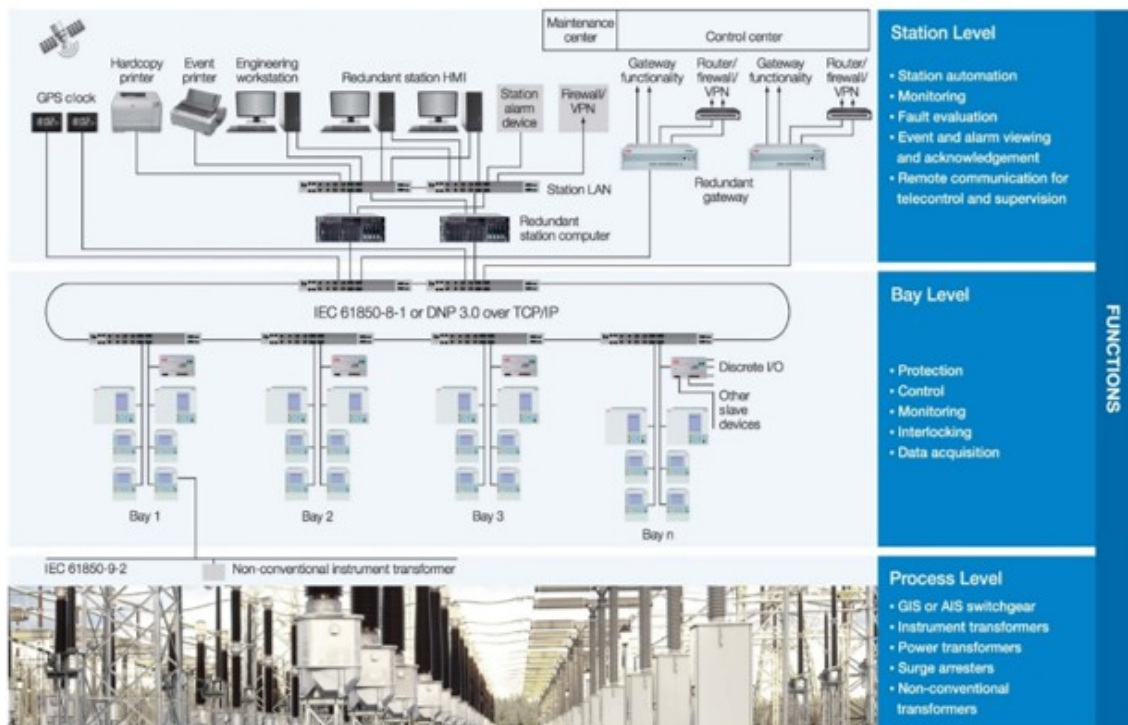 Maintenance
center
Control center
Hardcopy
printer
Event
printer
Engineering
workstation
Redundant station HMI
Station
alarm
device
Firewall/
VPN
Gateway
functionality
Router/
firewall/
VPN
Gateway
functionality
Router/
firewall/
VPN
GPS clock
Station LAN
Redundant
gateway
Redundant
station computer
Station Level
• Station automation
• Monitoring
• Fault evaluation
• Event and alarm viewing
and acknowledgement
• Remote communication for
telecontrol and supervision
IEC 61850-8-1 or DNP 3.0 over TCP/IP
Discrete I/O
Other
slave
devices
Bay 1
Bay 2
Bay 3
Bay n
Bay Level
• Protection
• Control
• Monitoring
• Interlocking
• Data acquisition
FUNCTIONS
IEC 61850-9-2
Non-conventional instrument transformer
Process Level
• GIS or AIS switchgear
• Instrument transformers
• Power transformers
• Surge arresters
• Non-conventional
transformers